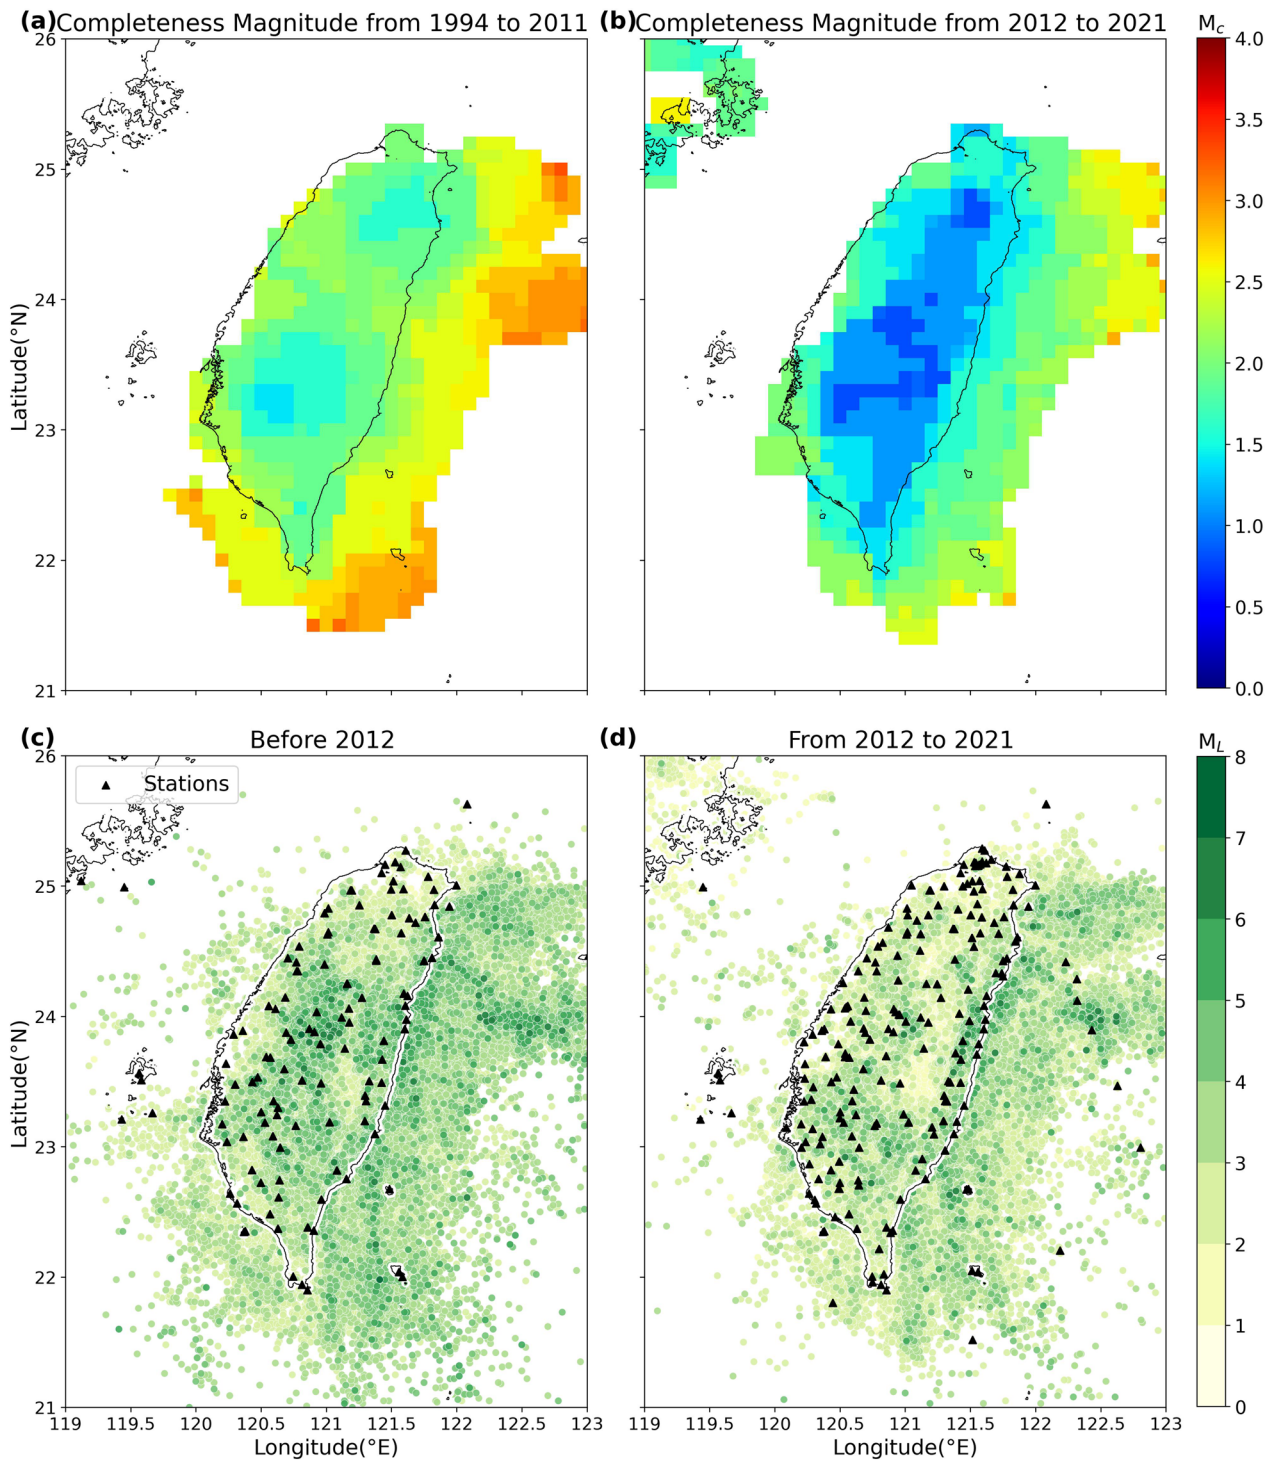 (a) Completeness Magnitude from 1994 to 2011
(b) Completeness Magnitude from 2012 to 2021
M_c
26
25
24
23
22
21
Latitude(°N)
4.0
3.5
3.0
2.5
2.0
1.5
1.0
0.5
0.0
(c) Before 2012
(d) From 2012 to 2021
M_L
Stations
26
25
24
23
22
21
Latitude(°N)
119 119.5 120 120.5 121 121.5 122 122.5 123
Longitude(°E)
119 119.5 120 120.5 121 121.5 122 122.5 123
Longitude(°E)
8
7
6
5
4
3
2
1
0